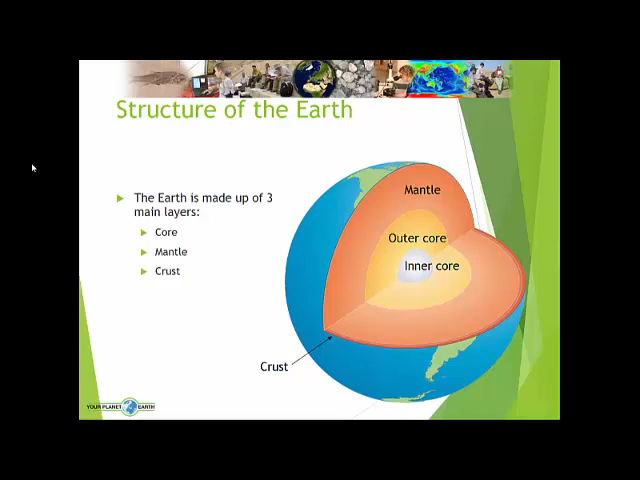 Structure of the Earth
The Earth is made up of 3
main layers:
Core
Mantle
Crust
Mantle
Outer core
Inner core
Crust
YOUR PLANET EARTH